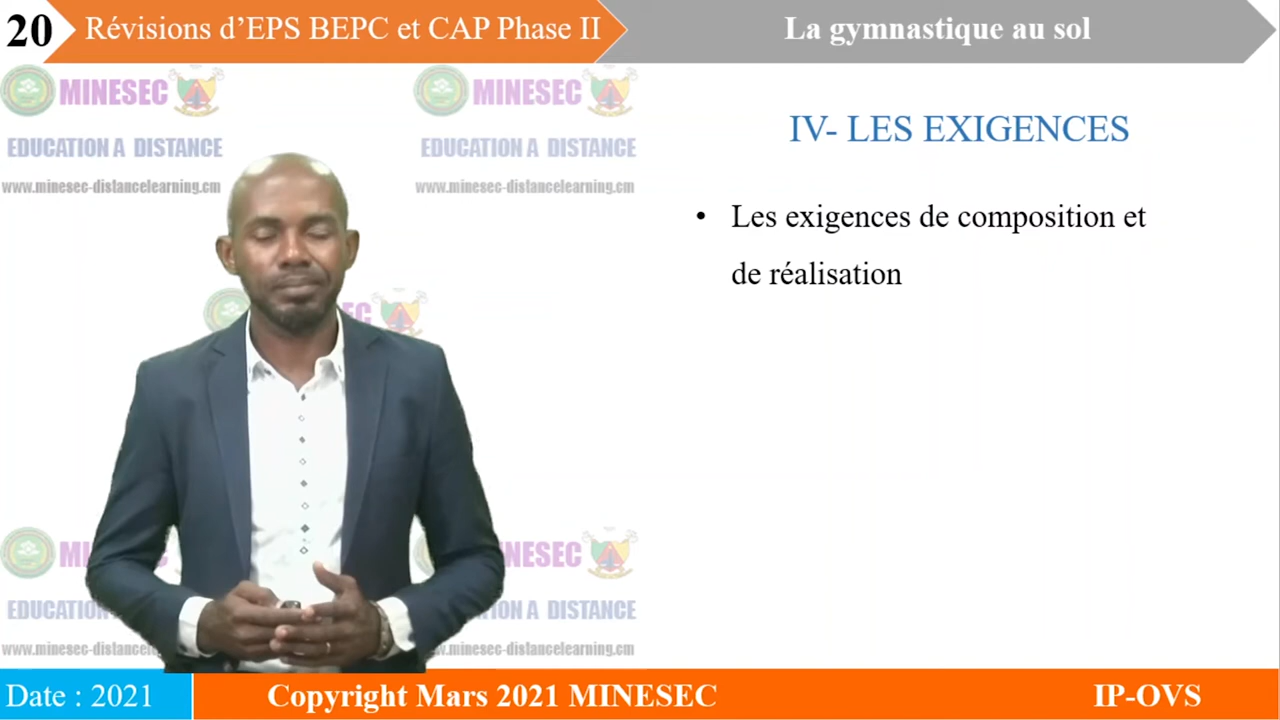 20
Révisions d’EPS BEPC et CAP Phase II
La gymnastique au sol
MINESEC
EDUCATION A DISTANCE
www.minesec-distancelearning.cm
MINESEC
EDUCATION A DISTANCE
www.minesec-distancelearning.cm
IV- LES EXIGENCES
• Les exigences de composition et
de réalisation
Date : 2021
Copyright Mars 2021 MINESEC
IP-OVS